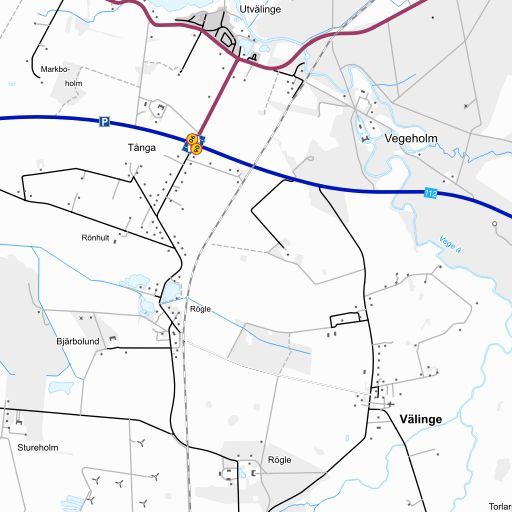 Utvälinge
Markbo-
holm
P
Vegeholm
Tånga
112
Rönhult
Vege å
Rögle
Bjärbolund
Välinge
Stureholm
Rögle
Torlar